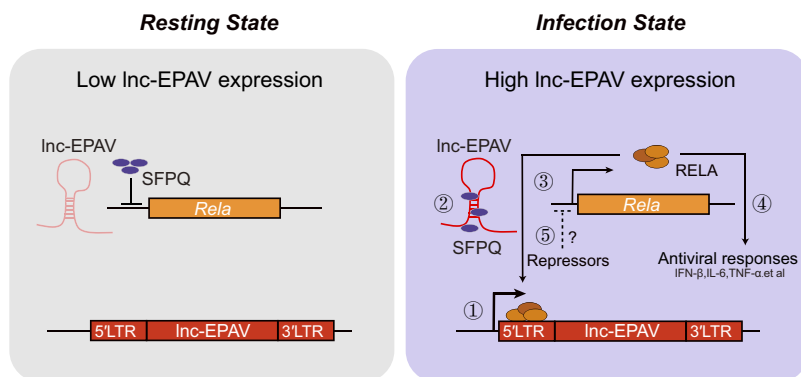 Resting State
Infection State
Low lnc-EPAV expression
lnc-EPAV
SFPQ
Rela
5'LTR lnc-EPAV 3'LTR
High lnc-EPAV expression
lnc-EPAV
RELA
③
②
Rela
④
SFPQ
⑤ ?
Repressors
Antiviral responses
IFN-β,IL-6,TNF-α.et al
①
5'LTR lnc-EPAV 3'LTR